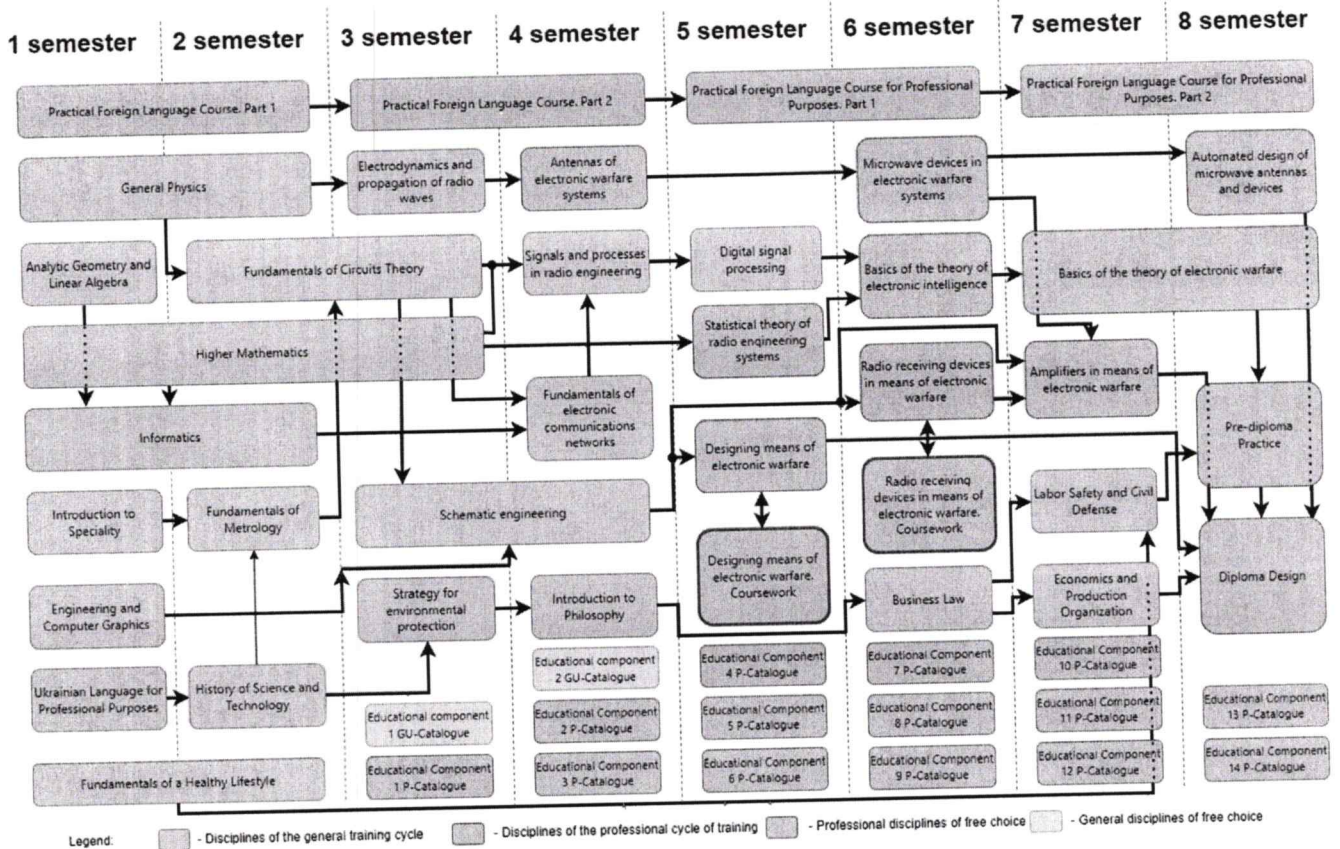 1 semester
2 semester
3 semester
4 semester
5 semester
6 semester
7 semester
8 semester
Practical Foreign Language Course. Part 1
Practical Foreign Language Course. Part 2
Practical Foreign Language Course for Professional
Purposes. Part 1
Practical Foreign Language Course for Professional
Purposes. Part 2
General Physics
Electrodynamics and
propagation of radio
waves
Antennas of
electronic warfare
systems
Microwave devices in
electronic warfare
systems
Automated design of
microwave antennas
and devices
Analytic Geometry and
Linear Algebra
Fundamentals of Circuits Theory
Signals and processes
in radio engineering
Digital signal
processing
Basics of the theory of
electronic intelligence
Basics of the theory of electronic warfare
Higher Mathematics
Statistical theory of
radio engineering
systems
Radio receiving devices
in means of electronic
warfare
Amplifiers in means of
electronic warfare
Informatics
Fundamentals of
electronic
communications
networks
Designing means of
electronic warfare
Pre-diploma
Practice
Introduction to
Speciality
Fundamentals of
Metrology
Schematic engineering
Radio receiving
devices in means of
electronic warfare.
Coursework
Labor Safety and Civil
Defense
Designing means of
electronic warfare.
Coursework
Engineering and
Computer Graphics
Strategy for
environmental
protection
Introduction to
Philosophy
Business Law
Economics and
Production
Organization
Diploma Design
Ukrainian Language for
Professional Purposes
History of Science and
Technology
Educational component
2 GU-Catalogue
Educational Component
4 P-Catalogue
Educational Component
7 P-Catalogue
Educational Component
10 P-Catalogue
Educational component
1 GU-Catalogue
Educational Component
2 P-Catalogue
Educational Component
5 P-Catalogue
Educational Component
8 P-Catalogue
Educational Component
11 P-Catalogue
Educational Component
13 P-Catalogue
Fundamentals of a Healthy Lifestyle
Educational Component
1 P-Catalogue
Educational Component
3 P-Catalogue
Educational Component
6 P-Catalogue
Educational Component
9 P-Catalogue
Educational Component
12 P-Catalogue
Educational Component
14 P-Catalogue
Legend:
- Disciplines of the general training cycle
- Disciplines of the professional cycle of training
- Professional disciplines of free choice
- General disciplines of free choice